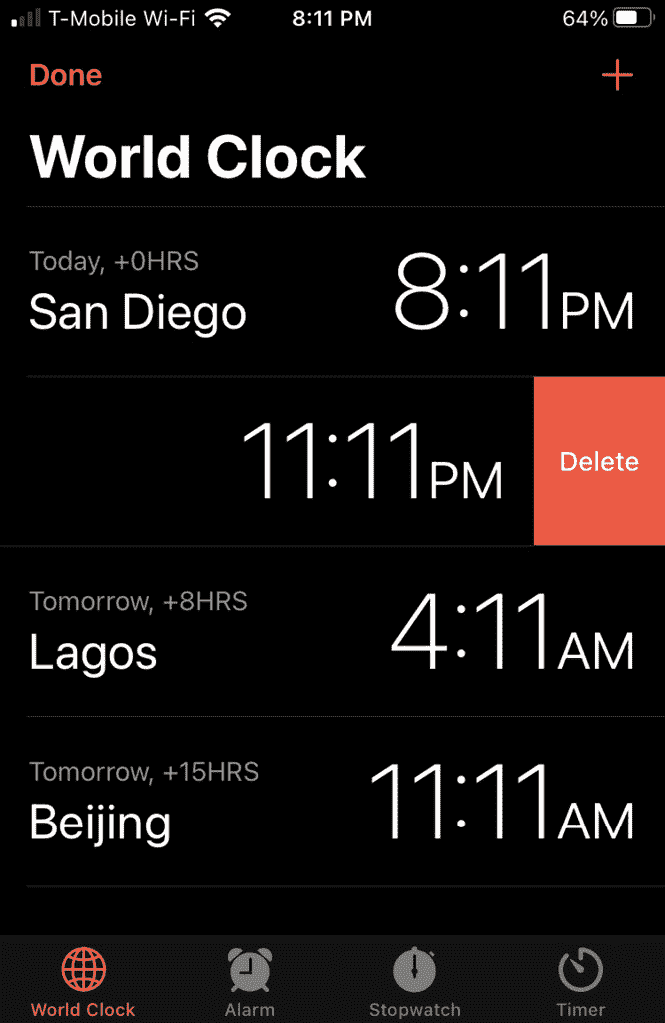 T-Mobile Wi-Fi 8:11 PM 64%
Done +
World Clock
Today, +0HRS
San Diego 8:11PM
11:11PM Delete
Tomorrow, +8HRS
Lagos 4:11AM
Tomorrow, +15HRS
Beijing 11:11AM
World Clock Alarm Stopwatch Timer